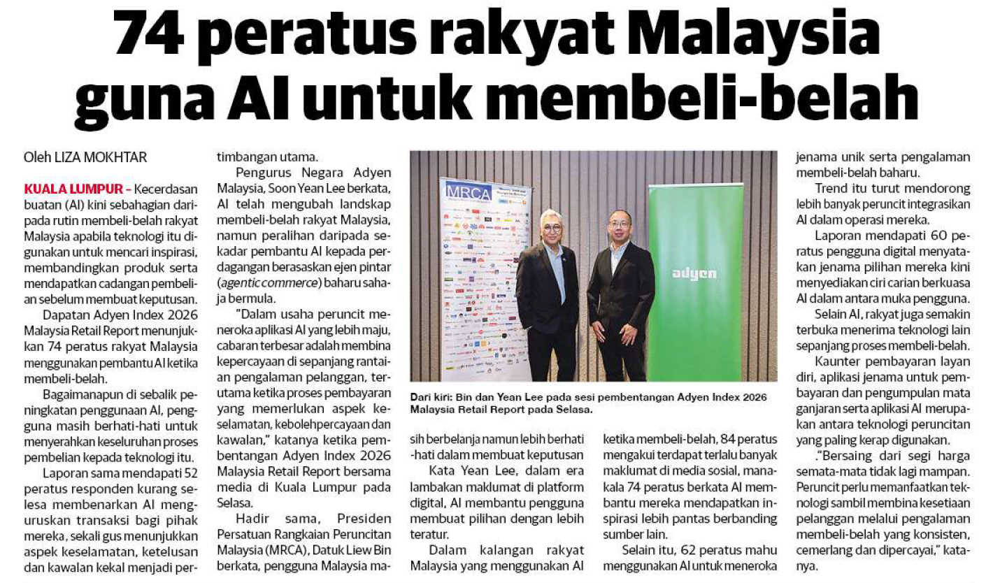 74 peratus rakyat Malaysia
guna AI untuk membeli-belah
Oleh LIZA MOKHTAR
KUALA LUMPUR – Kecerdasan
buatan (AI) kini sebahagian dari-
pada rutin membeli-belah rakyat
Malaysia apabila teknologi itu di-
gunakan untuk mencari inspirasi,
membandingkan produk serta
mendapatkan cadangan pembeli-
an sebelum membuat keputusan.
Dapatan Adyen Index 2026
Malaysia Retail Report menunjuk-
kan 74 peratus rakyat Malaysia
menggunakan pembantu AI ketika
membeli-belah.
Bagaimanapun di sebalik pe-
ningkatan penggunaan AI, peng-
guna masih berhati-hati untuk
menyerahkan keseluruhan proses
pembelian kepada teknologi itu.
Laporan sama mendapati 52
peratus responden kurang se-
lesa membenarkan AI meng-
uruskan transaksi bagi pihak
mereka, sekali gus menunjukkan
aspek keselamatan, ketelusan
dan kawalan kekal menjadi per-
timbangan utama.
Pengurus Negara Adyen
Malaysia, Soon Yean Lee berkata,
AI telah mengubah landskap
membeli-belah rakyat Malaysia,
namun peralihan daripada se-
kadar pembantu AI kepada per-
dagangan berasaskan ejen pintar
(agentic commerce) baharu saha-
ja bermula.
"Dalam usaha peruncit me-
neroka aplikasi AI yang lebih maju,
cabaran terbesar adalah membina
kepercayaan di sepanjang rantai-
an pengalaman pelanggan, ter-
utama ketika proses pembayaran
yang memerlukan aspek ke-
selamatan, kebolehpercayaan dan
kawalan," katanya ketika pem-
bentangan Adyen Index 2026
Malaysia Retail Report bersama
media di Kuala Lumpur pada
Selasa.
Hadir sama, Presiden
Persatuan Rangkaian Peruncitan
Malaysia (MRCA), Datuk Liew Bin
berkata, pengguna Malaysia ma-
MRCA
adyen
Dari kiri: Bin dan Yean Lee pada sesi pembentangan Adyen Index 2026
Malaysia Retail Report pada Selasa.
sih berbelanja namun lebih berhati
-hati dalam membuat keputusan
Kata Yean Lee, dalam era
lambakan maklumat di platform
digital, AI membantu pengguna
membuat pilihan dengan lebih
teratur.
Dalam kalangan rakyat
Malaysia yang menggunakan AI
ketika membeli-belah, 84 peratus
mengakui terdapat terlalu banyak
maklumat di media sosial, mana-
kala 74 peratus berkata AI mem-
bantu mereka mendapatkan in-
spirasi lebih pantas berbanding
sumber lain.
Selain itu, 62 peratus mahu
menggunakan AI untuk meneroka
jenama unik serta pengalaman
membeli-belah baharu.
Trend itu turut mendorong
lebih banyak peruncit integrasikan
AI dalam operasi mereka.
Laporan mendapati 60 pe-
ratus pengguna digital menyata-
kan jenama pilihan mereka kini
menyediakan ciri carian berkuasa
AI dalam antara muka pengguna.
Selain AI, rakyat juga semakin
terbuka menerima teknologi lain
sepanjang proses membeli-belah.
Kaunter pembayaran layan
diri, aplikasi jenama untuk pem-
bayaran dan pengumpulan mata
ganjaran serta aplikasi AI merupa-
kan antara teknologi peruncitan
yang paling kerap digunakan.
."Bersaing dari segi harga
semata-mata tidak lagi mampan.
Peruncit perlu memanfaatkan tek-
nologi sambil membina kesetiaan
pelanggan melalui pengalaman
membeli-belah yang konsisten,
cemerlang dan dipercayai," kata-
nya.